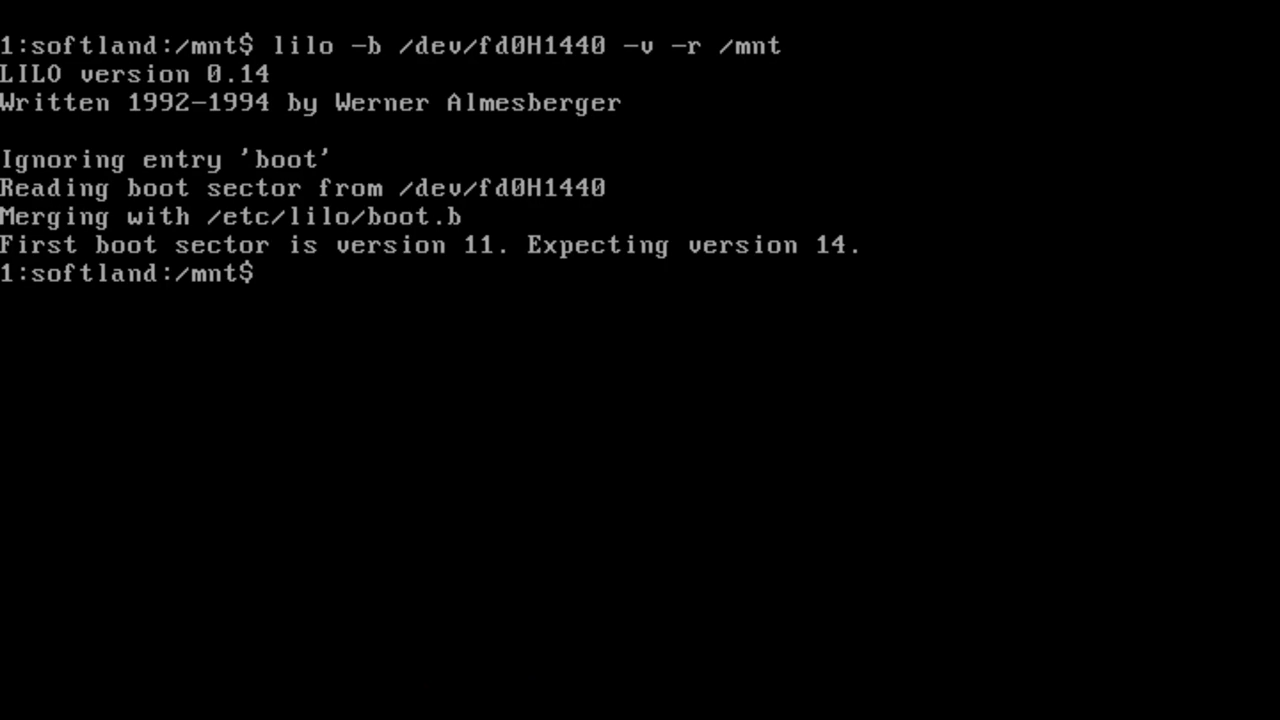 1:softland:/mnt$ lilo -b /dev/fd0H1440 -v -r /mnt
LILO version 0.14
Written 1992-1994 by Werner Almesberger
Ignoring entry 'boot'
Reading boot sector from /dev/fd0H1440
Merging with /etc/lilo/boot.b
First boot sector is version 11. Expecting version 14.
1:softland:/mnt$